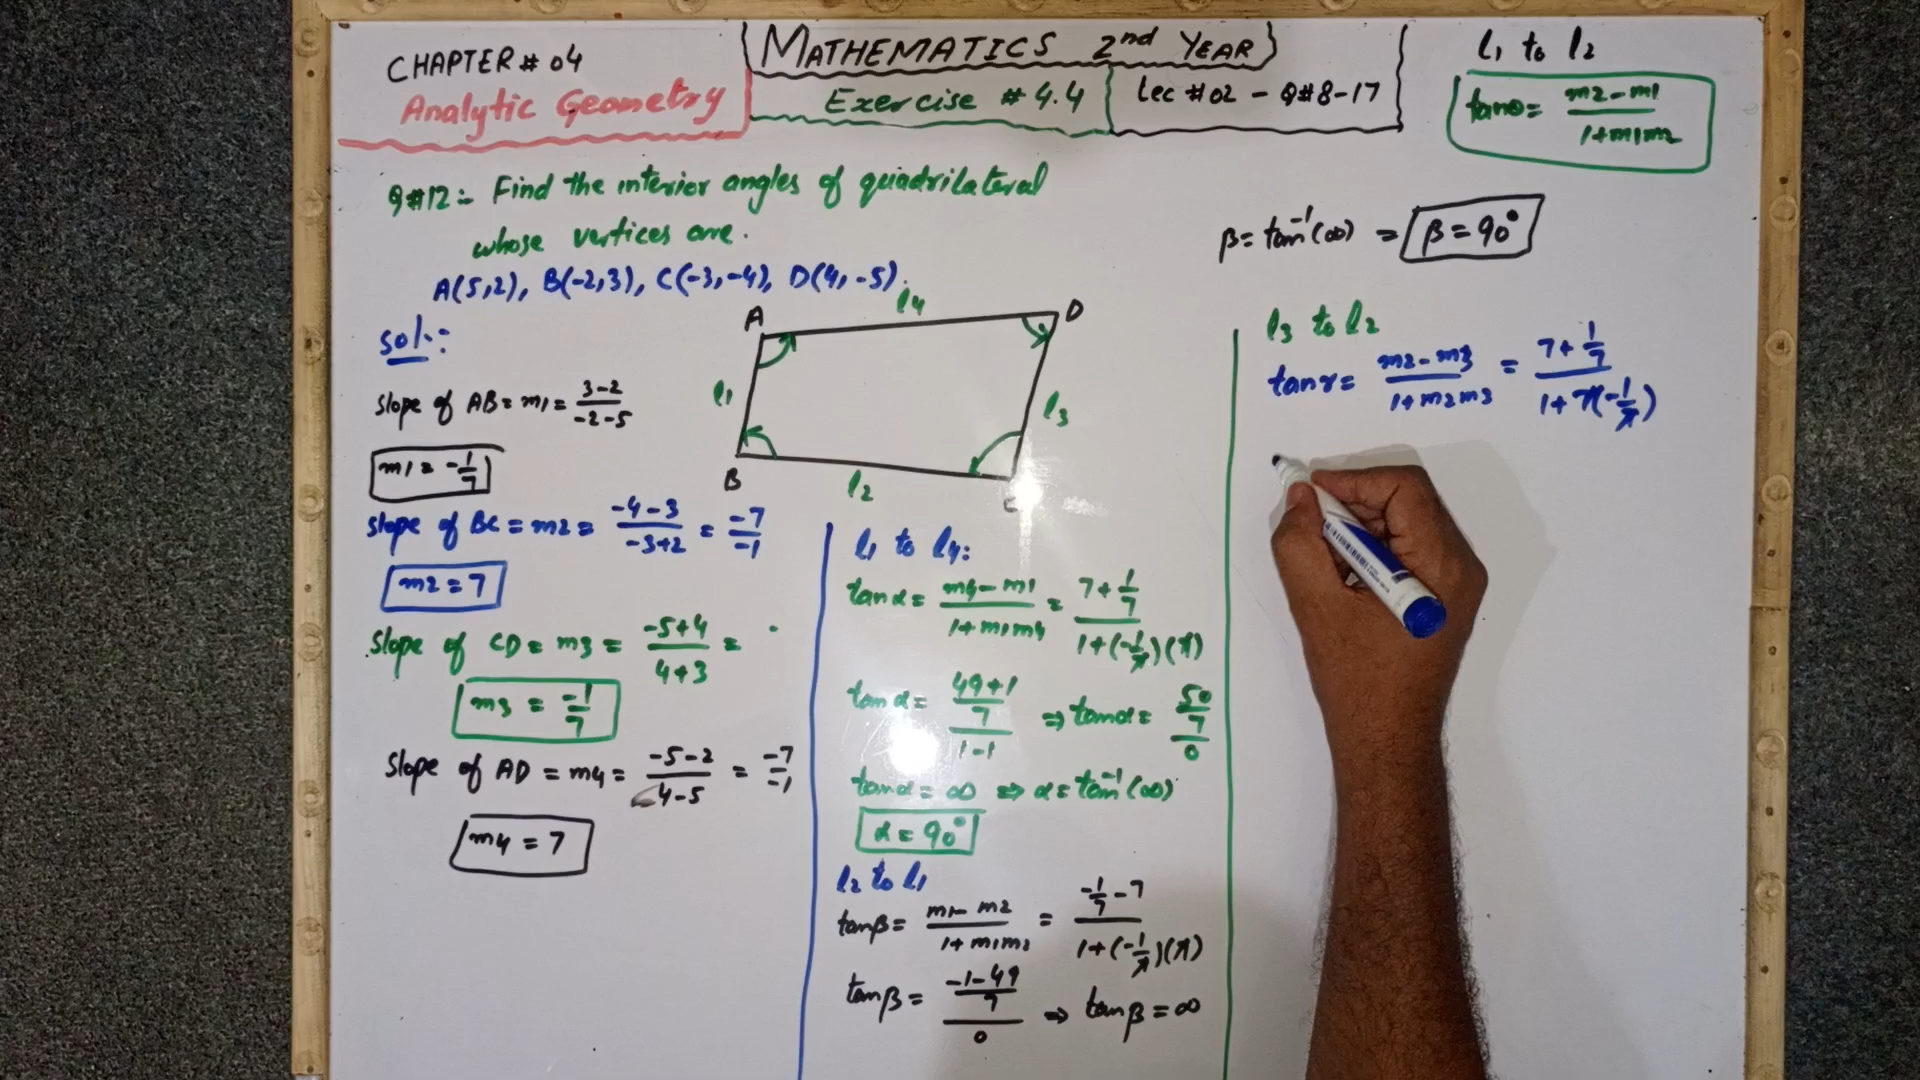 CHAPTER # 04
Analytic Geometry
MATHEMATICS 2nd YEAR
Exercise # 4.4
Lec # 02 - Q# 8-17
l1 to l2
tanθ = (m2 - m1)/(1+m1m2)
Q#12:- Find the interior angles of quadrilateral
whose vertices are.
A(5,2), B(-2,3), C(-3,-4), D(4,-5).
Sol:-
A
D
B
C
l4
l1
l3
l2
Slope of AB = m1 = (3-2)/(-2-5)
m1 = -1/7
Slope of BC = m2 = (-4-3)/(-3+2) = -7/-1
m2 = 7
Slope of CD = m3 = (-5+4)/(4+3) =
m3 = -1/7
Slope of AD = m4 = (-5-2)/(4-5) = -7/-1
m4 = 7
l1 to l4:
tanα = (m4 - m1)/(1+m1m4) = (7+1/7)/(1+(-1/7)(7))
tanα = ((49+1)/7)/(1-1) ⇒ tanα = (50/7)/0
tanα = ∞ ⇒ α = tan⁻¹(∞)
α = 90°
l2 to l1
tanβ = (m1 - m2)/(1+m1m2) = (-1/7 - 7)/(1+(-1/7)(7))
tanβ = ((-1-49)/7)/0 ⇒ tanβ = ∞
β = tan⁻¹(∞) = β = 90°
l3 to l2
tanγ = (m2 - m3)/(1+m2m3) = (7+1/7)/(1+7(-1/7))